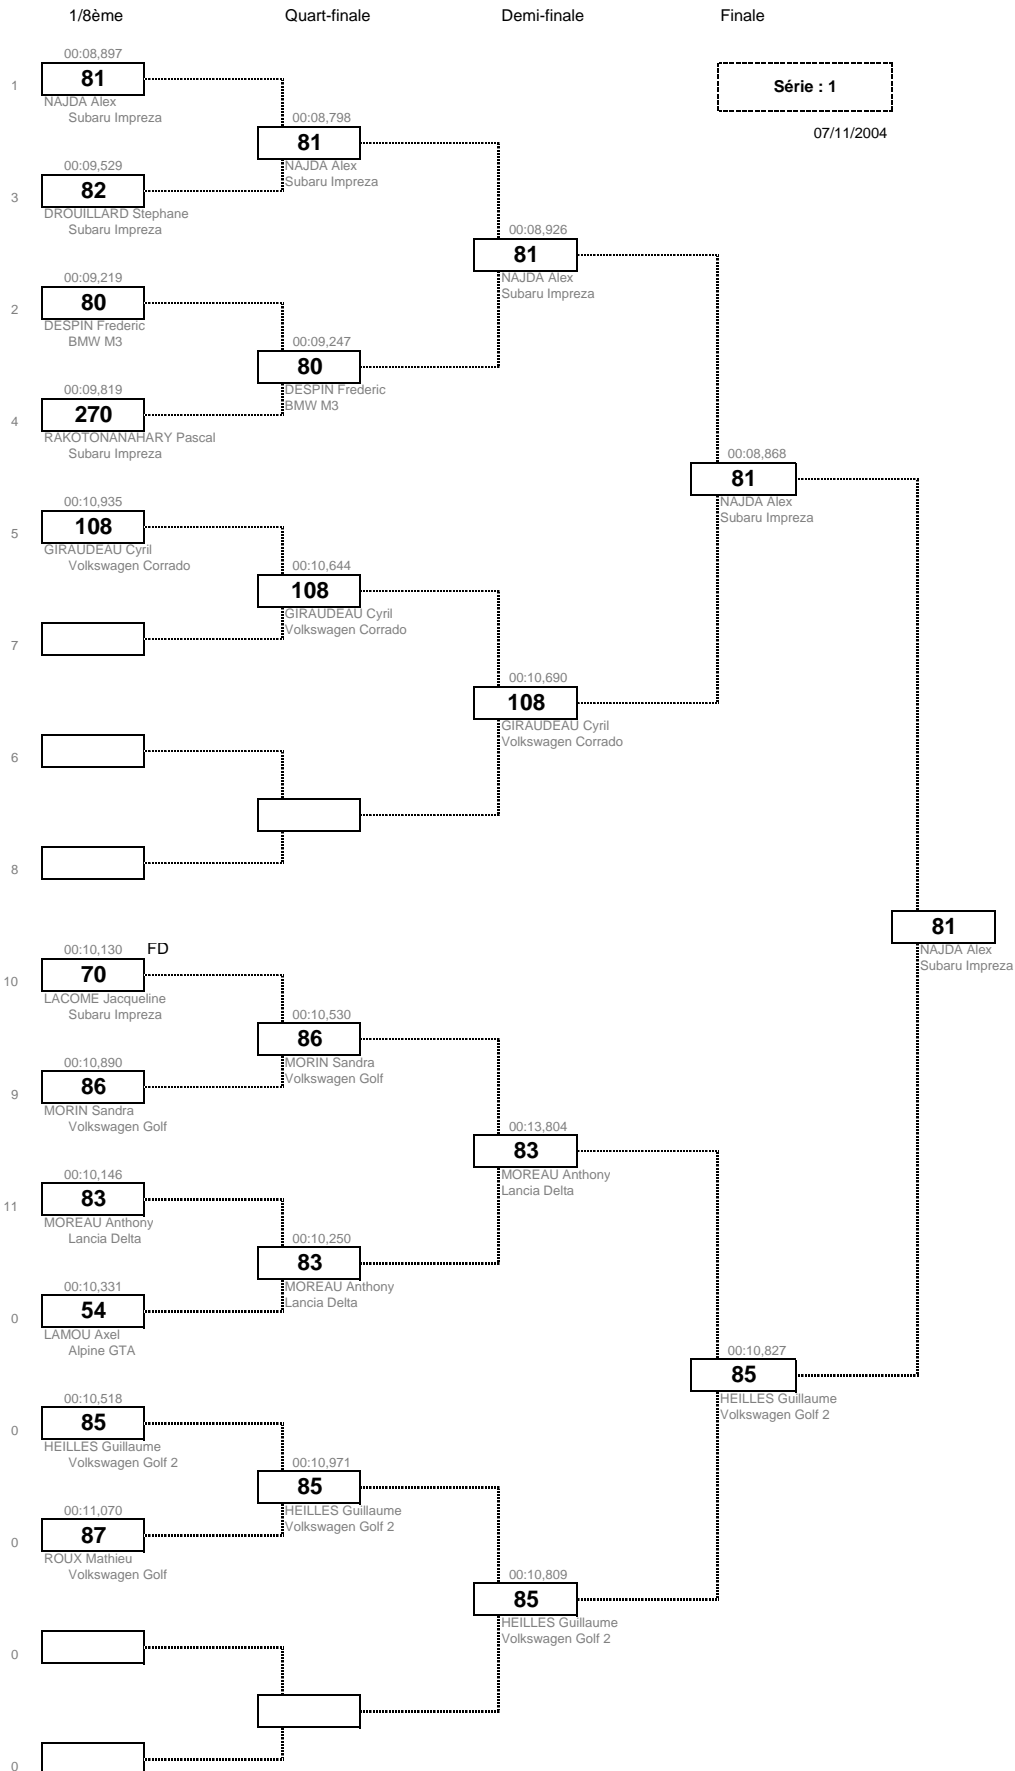 1/8ème
Quart-finale
Demi-finale
Finale
Série : 1
07/11/2004
00:08,897
1
81
NAJDA Alex
Subaru Impreza
00:08,798
81
NAJDA Alex
Subaru Impreza
00:09,529
3
82
DROUILLARD Stephane
Subaru Impreza
00:08,926
81
NAJDA Alex
Subaru Impreza
00:09,219
2
80
DESPIN Frederic
BMW M3
00:09,247
80
DESPIN Frederic
BMW M3
00:09,819
4
270
RAKOTONANAHARY Pascal
Subaru Impreza
00:08,868
81
NAJDA Alex
Subaru Impreza
00:10,935
5
108
GIRAUDEAU Cyril
Volkswagen Corrado
00:10,644
108
GIRAUDEAU Cyril
Volkswagen Corrado
7
00:10,690
108
GIRAUDEAU Cyril
Volkswagen Corrado
6
8
81
NAJDA Alex
Subaru Impreza
00:10,130
FD
10
70
LACOME Jacqueline
Subaru Impreza
00:10,530
86
MORIN Sandra
Volkswagen Golf
00:10,890
9
86
MORIN Sandra
Volkswagen Golf
00:13,804
83
MOREAU Anthony
Lancia Delta
00:10,146
11
83
MOREAU Anthony
Lancia Delta
00:10,250
83
MOREAU Anthony
Lancia Delta
00:10,331
0
54
LAMOU Axel
Alpine GTA
00:10,827
85
HEILLES Guillaume
Volkswagen Golf 2
00:10,518
0
85
HEILLES Guillaume
Volkswagen Golf 2
00:10,971
85
HEILLES Guillaume
Volkswagen Golf 2
00:11,070
0
87
ROUX Mathieu
Volkswagen Golf
00:10,809
85
HEILLES Guillaume
Volkswagen Golf 2
0
0